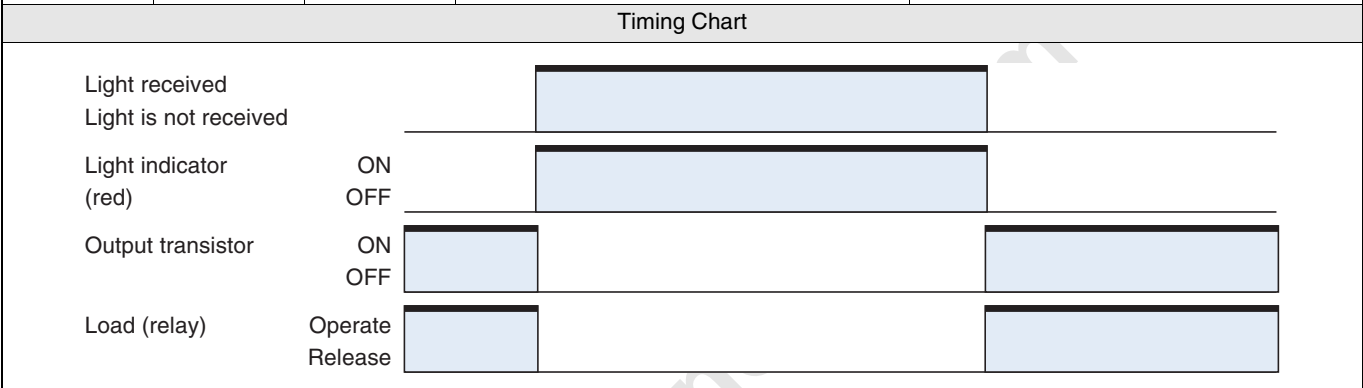 Timing Chart
Light received
Light is not received
Light indicator ON
(red) OFF
Output transistor ON
OFF
Load (relay) Operate
Release